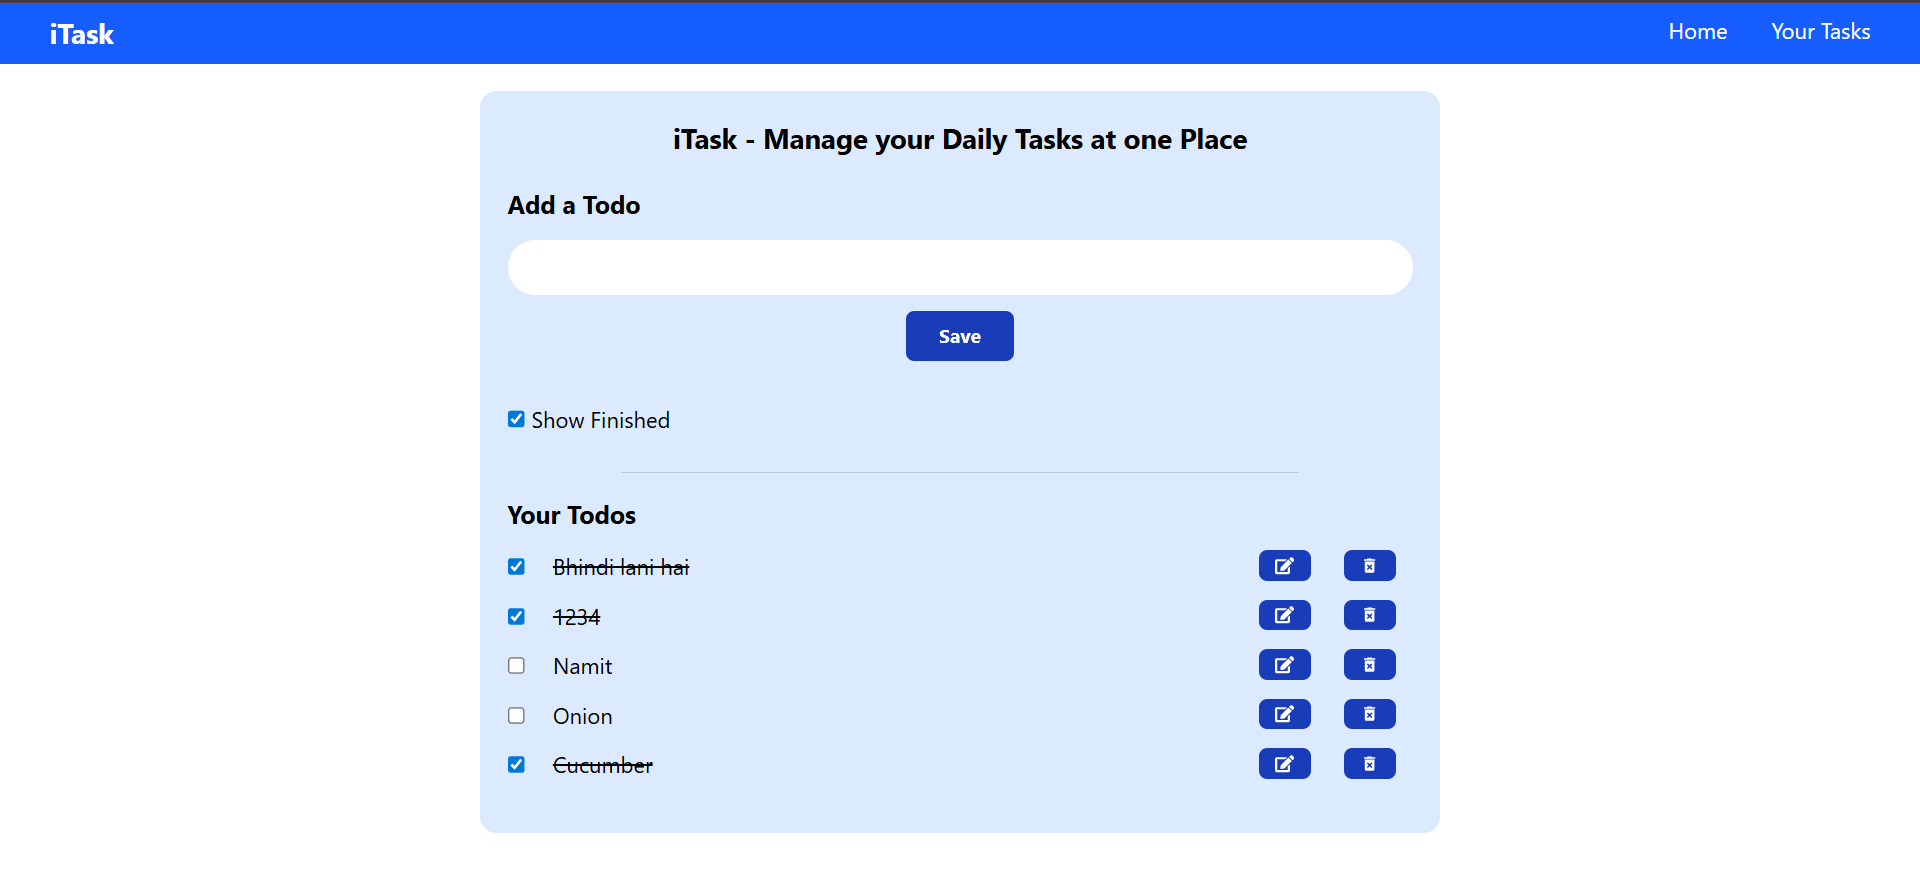 iTask
Home Your Tasks
iTask - Manage your Daily Tasks at one Place
Add a Todo
Save
Show Finished
Your Todos
Bhindi lani hai
1234
Namit
Onion
Cucumber